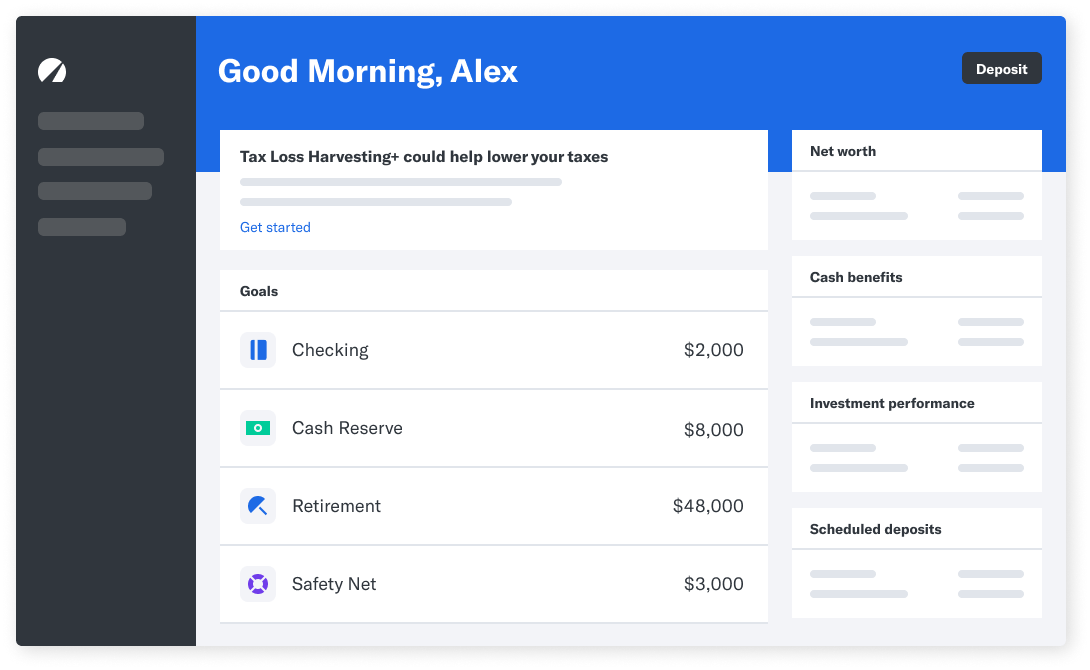 Good Morning, Alex
Deposit
Tax Loss Harvesting+ could help lower your taxes
Get started
Goals
Checking
$2,000
Cash Reserve
$8,000
Retirement
$48,000
Safety Net
$3,000
Net worth
Cash benefits
Investment performance
Scheduled deposits